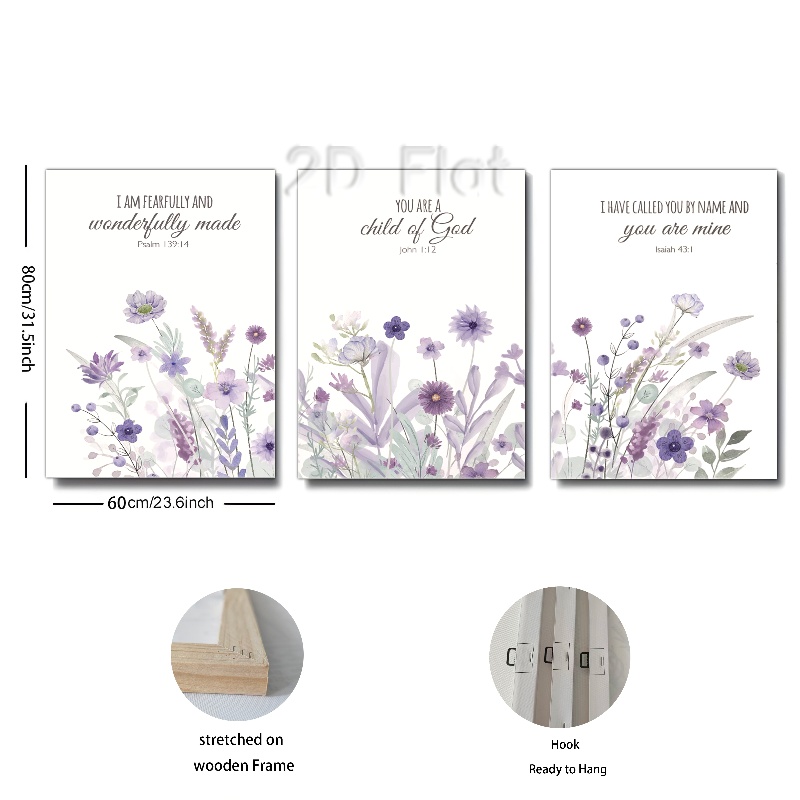 2D Flat
I AM FEARFULLY AND
wonderfully made
Psalm 139:14
YOU ARE A
child of God
John 1:12
I HAVE CALLED YOU BY NAME AND
you are mine
Isaiah 43:1
80cm/31.5inch
60cm/23.6inch
stretched on
wooden Frame
Hook
Ready to Hang